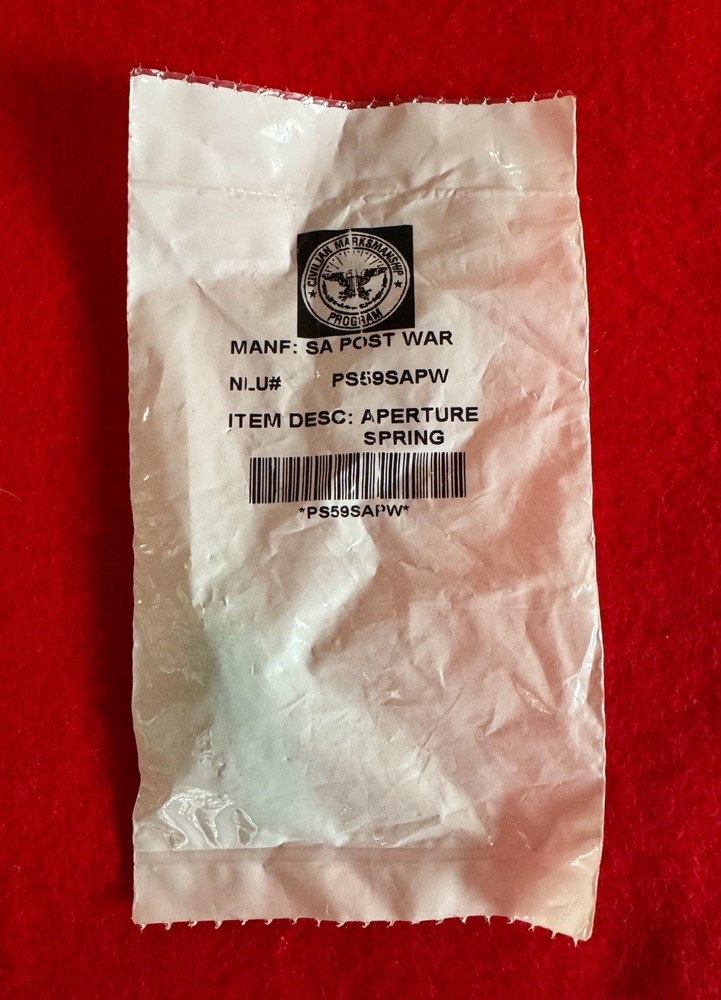 CIVILIAN MARKSMANSHIP
PROGRAM
MANF: SA POST WAR
NLU# PS59SAPW
ITEM DESC: APERTURE
SPRING
*PS59SAPW*